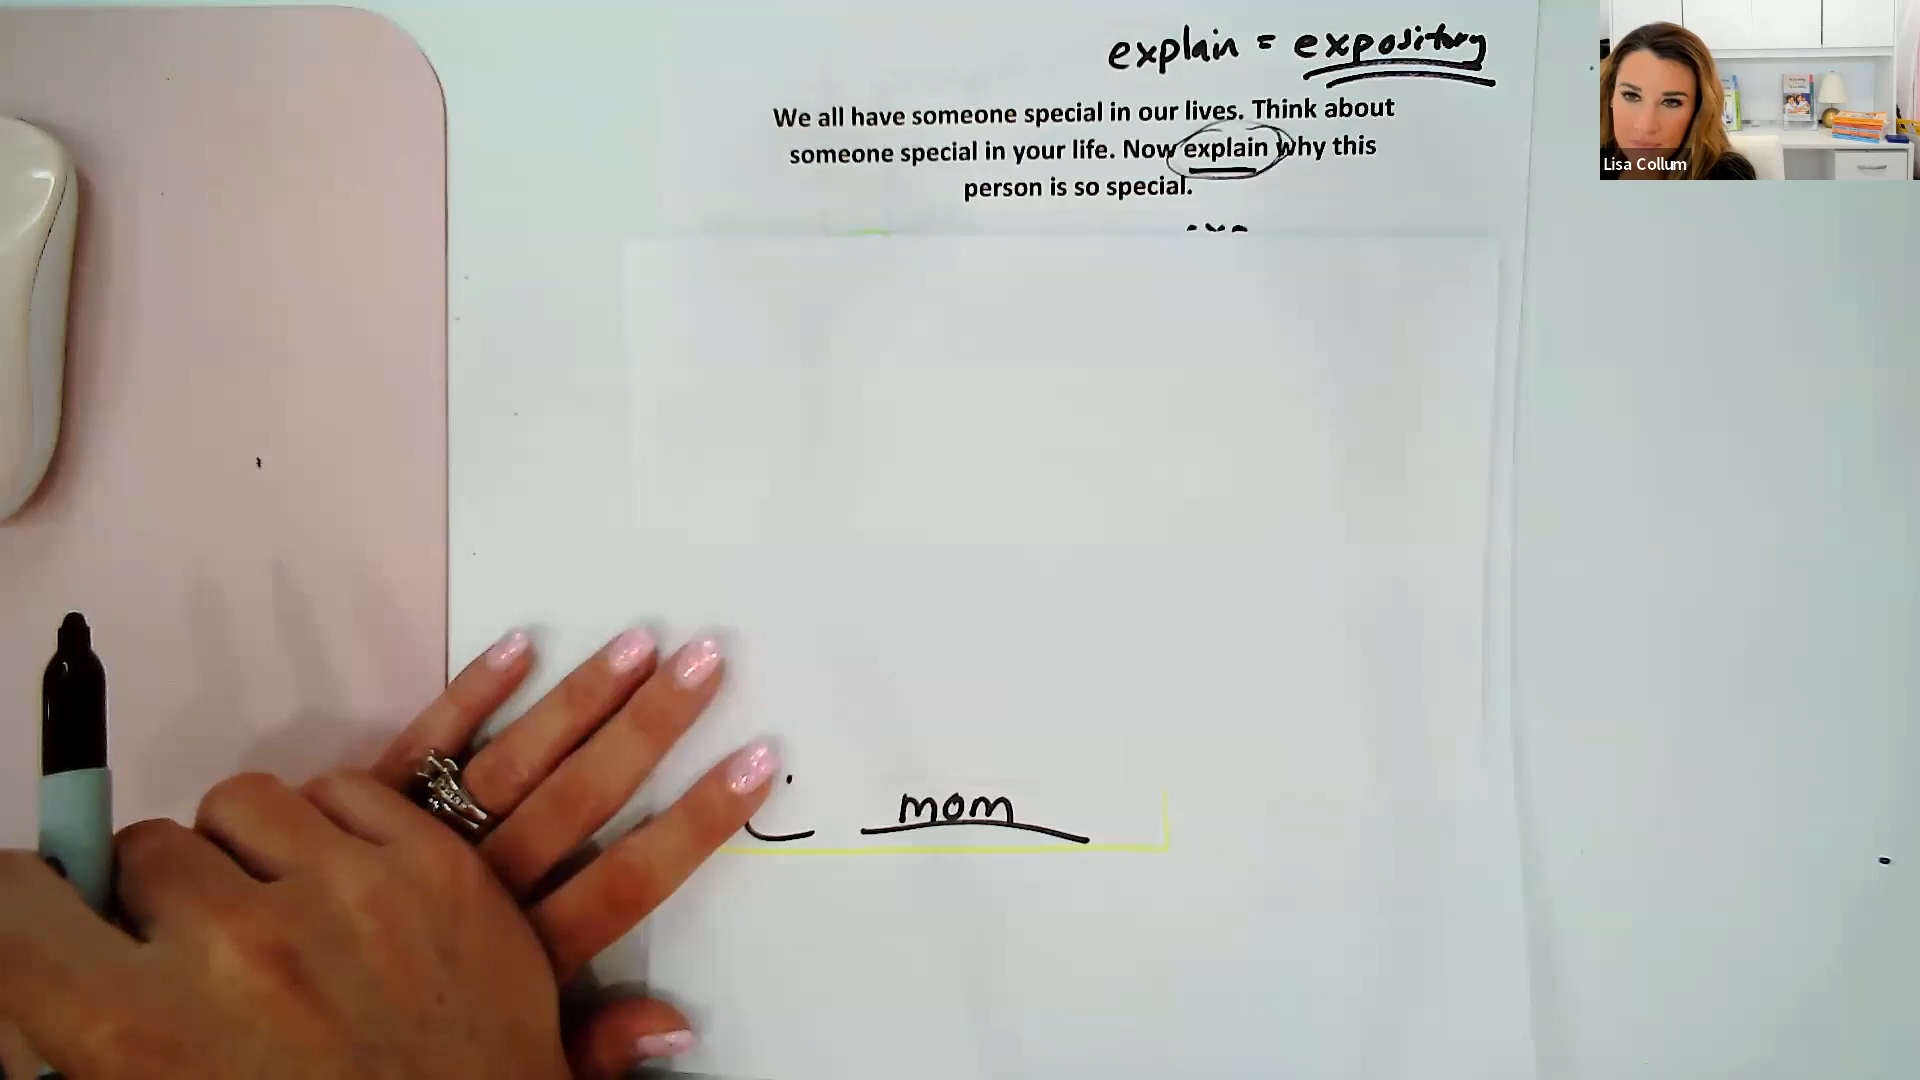 explain = expository
We all have someone special in our lives. Think about
someone special in your life. Now explain why this
person is so special.
mom
Lisa Collum